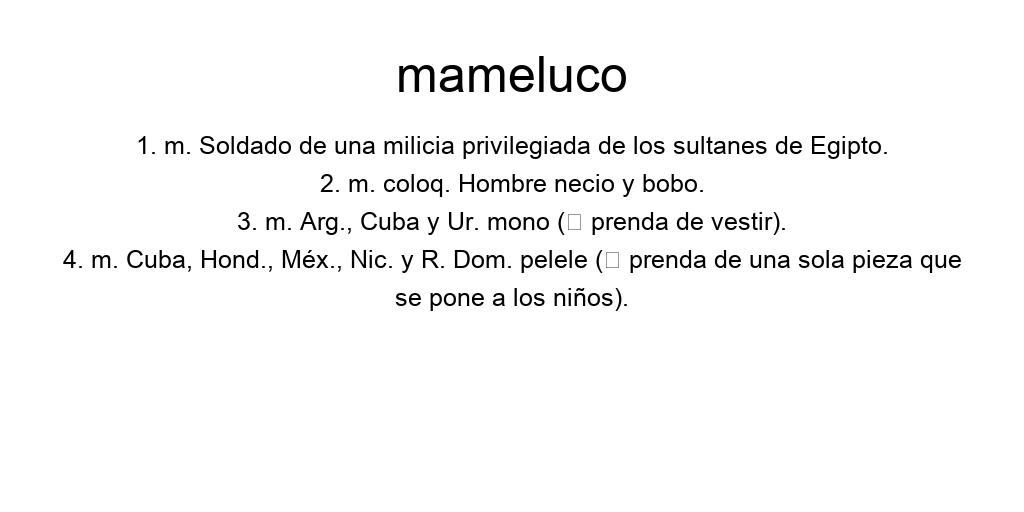 mameluco
1. m. Soldado de una milicia privilegiada de los sultanes de Egipto.
2. m. coloq. Hombre necio y bobo.
3. m. Arg., Cuba y Ur. mono (□ prenda de vestir).
4. m. Cuba, Hond., Méx., Nic. y R. Dom. pelele (□ prenda de una sola pieza que
se pone a los niños).